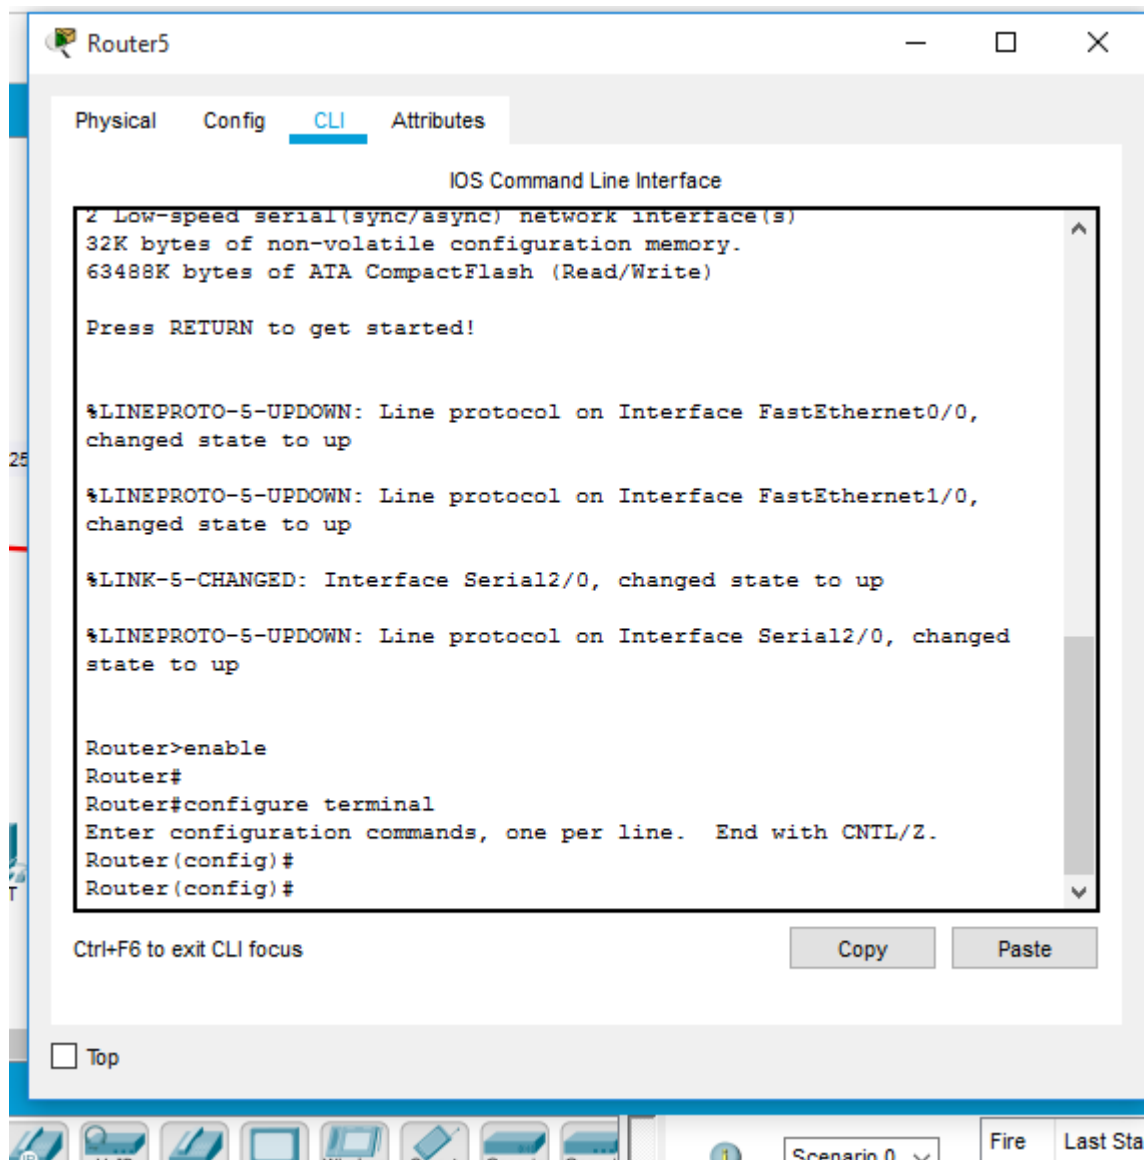 Router5
Physical Config CLI Attributes
IOS Command Line Interface
2 Low-speed serial(sync/async) network interface(s)
32K bytes of non-volatile configuration memory.
63488K bytes of ATA CompactFlash (Read/Write)
Press RETURN to get started!
%LINEPROTO-5-UPDOWN: Line protocol on Interface FastEthernet0/0,
changed state to up
25
%LINEPROTO-5-UPDOWN: Line protocol on Interface FastEthernet1/0,
changed state to up
%LINK-5-CHANGED: Interface Serial2/0, changed state to up
%LINEPROTO-5-UPDOWN: Line protocol on Interface Serial2/0, changed
state to up
Router>enable
Router#
Router#configure terminal
Enter configuration commands, one per line.  End with CNTL/Z.
Router(config)#
Router(config)#
T
Ctrl+F6 to exit CLI focus
Copy Paste
Top
Scenario 0
Fire Last Sta